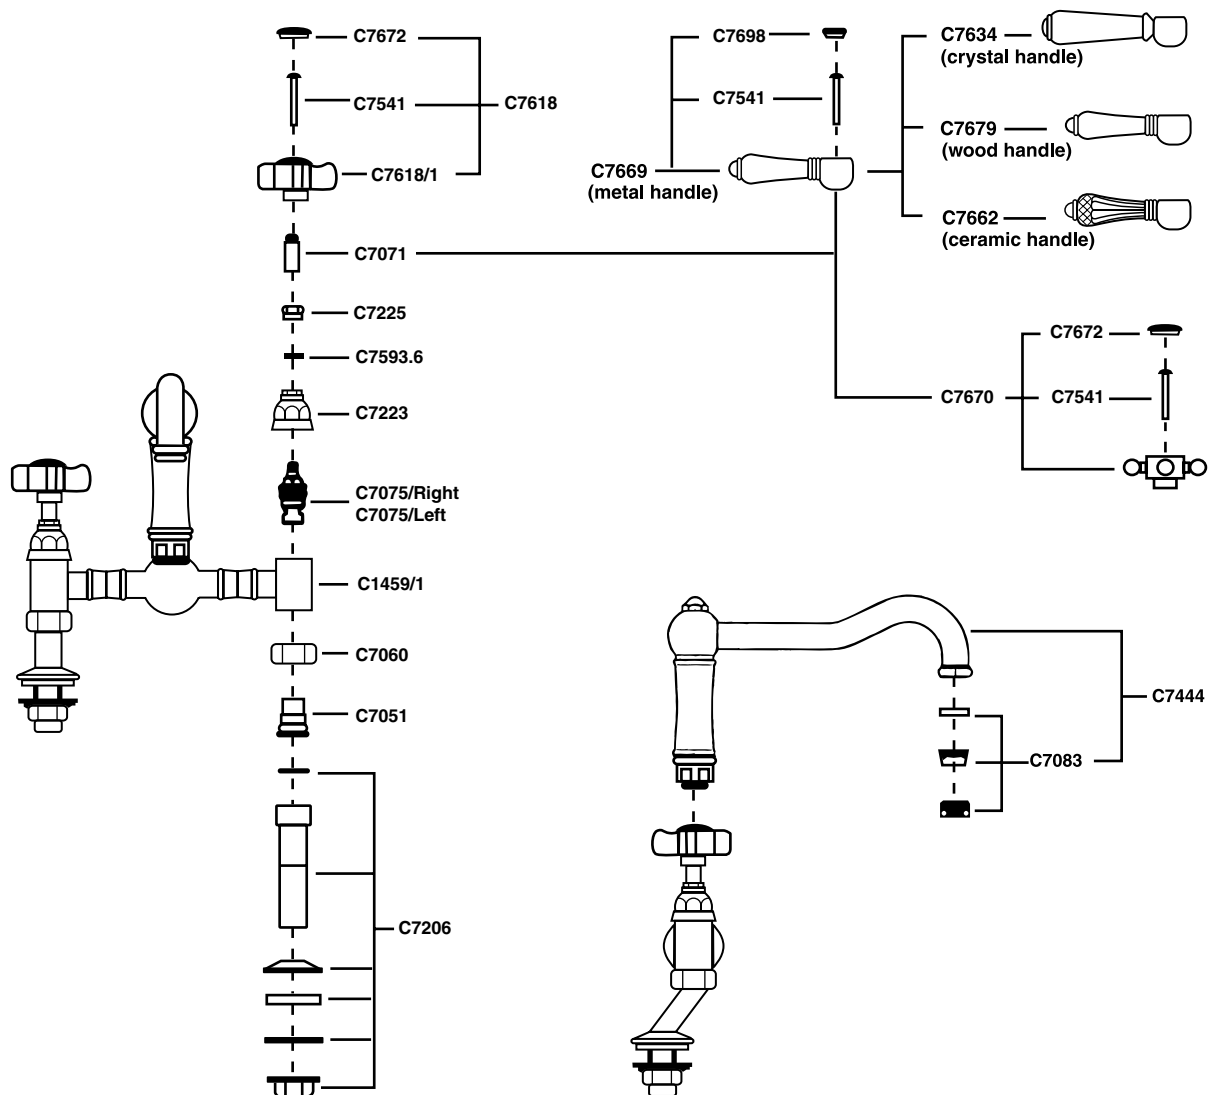 C7672
C7541
C7618
C7618/1
C7071
C7225
C7593.6
C7223
C7075/Right
C7075/Left
C1459/1
C7060
C7051
C7206
C7698
C7541
C7669
(metal handle)
C7634
(crystal handle)
C7679
(wood handle)
C7662
(ceramic handle)
C7672
C7670
C7541
C7444
C7083